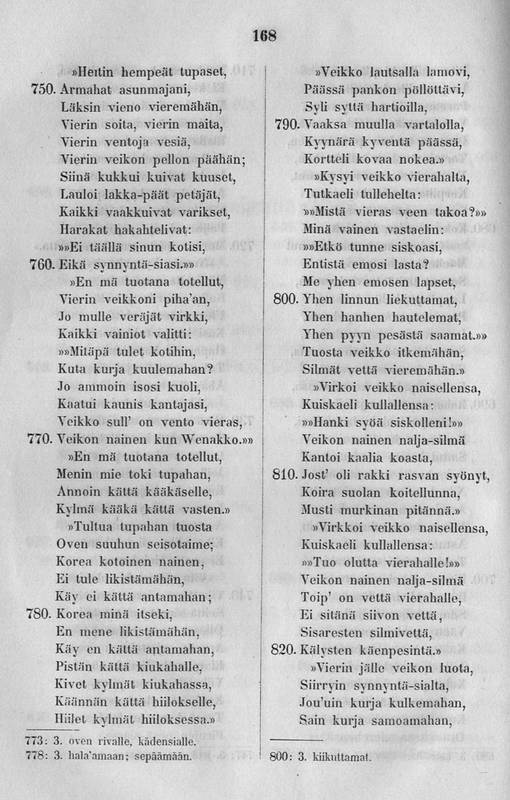 168
»Heitin hempeät tupaset,
750. Armahat asunmajani,
Läksin vieno vieremähän,
Vierin soita, vierin maita,
Vierin ventoja vesiä,
Vierin veikon pellon päähän;
Siinä kukkui kuivat kuuset,
Lauloi lakka-päät petäjät,
Kaikki vaakkuivat varikset,
Harakat hakahtelivat:
»»Ei täällä sinun kotisi,
760. Eikä synnyntä-siasi.»»
»En mä tuotana totellut,
Vierin veikkoni piha'an,
Jo mulle veräjät virkki,
Kaikki vainiot valitti:
»»Mitäpä tulet kotihin,
Kuta kurja kuulemahan?
Jo ammoin isosi kuoli,
Kaatui kaunis kantajasi,
Veikko sull' on vento vieras,
770. Veikon nainen kun Wenakko.»»
»En mä tuotana totellut,
Menin mie toki tupahan,
Annoin kättä kääkäselle,
Kylmä kääkä kättä vasten.»
»Tultua tupahan tuosta
Oven suuhun seisotaime;
Korea kotoinen nainen,
Ei tule likistämähän,
Käy ei kättä antamahan;
780. Korea minä itseki,
En mene likistämähän,
Käy en kättä antamahan,
Pistän kättä kiukahalle,
Kivet kylmät kiukahassa,
Käännän kättä hiilokselle,
Hiilet kylmät hiiloksessa.»
773: 3. oven rivalle, kädensialle.
778: 3. hala'amaan; sepäämään.
»Veikko lautsalla lamovi,
Päässä pankon pöllöttävi,
Syli syttä hartioilla,
790. Vaaksa muulla vartalolla,
Kyynärä kyventä päässä,
Kortteli kovaa nokea.»
»Kysyi veikko vierahalta,
Tutkaeli tullehelta:
»»Mistä vieras veen takoa?»»
Minä vainen vastaelin:
»»Etkö tunne siskoasi,
Entistä emosi lasta?
Me yhen emosen lapset,
800. Yhen linnun liekuttamat,
Yhen hanhen hautelemat,
Yhen pyyn pesästä saamat.»»
Tuosta veikko itkemähän,
Silmät vettä vieremähän.»
»Virkoi veikko naisellensa,
Kuiskaeli kullallensa:
»»Hanki syöä siskolleni!»»
Veikon nainen nalja-silmä
Kantoi kaalia koasta,
810. Jost' oli rakki rasvan syönyt,
Koira suolan koitellunna,
Musti murkinan pitännä.»
»Virkkoi veikko naisellensa,
Kuiskaeli kullallensa:
»»Tuo olutta vierahalle!»»
Veikon nainen nalja-silmä
Toip' on vettä vierahalle,
Ei sitänä siivon vettä,
Sisaresten silmivettä,
820. Kälysten käenpesintä.»
»Vierin jälle veikon luota,
Siirryin synnyntä-sialta,
Jou'uin kurja kulkemahan,
Sain kurja samoamahan,
800: 3. kiikuttamat.